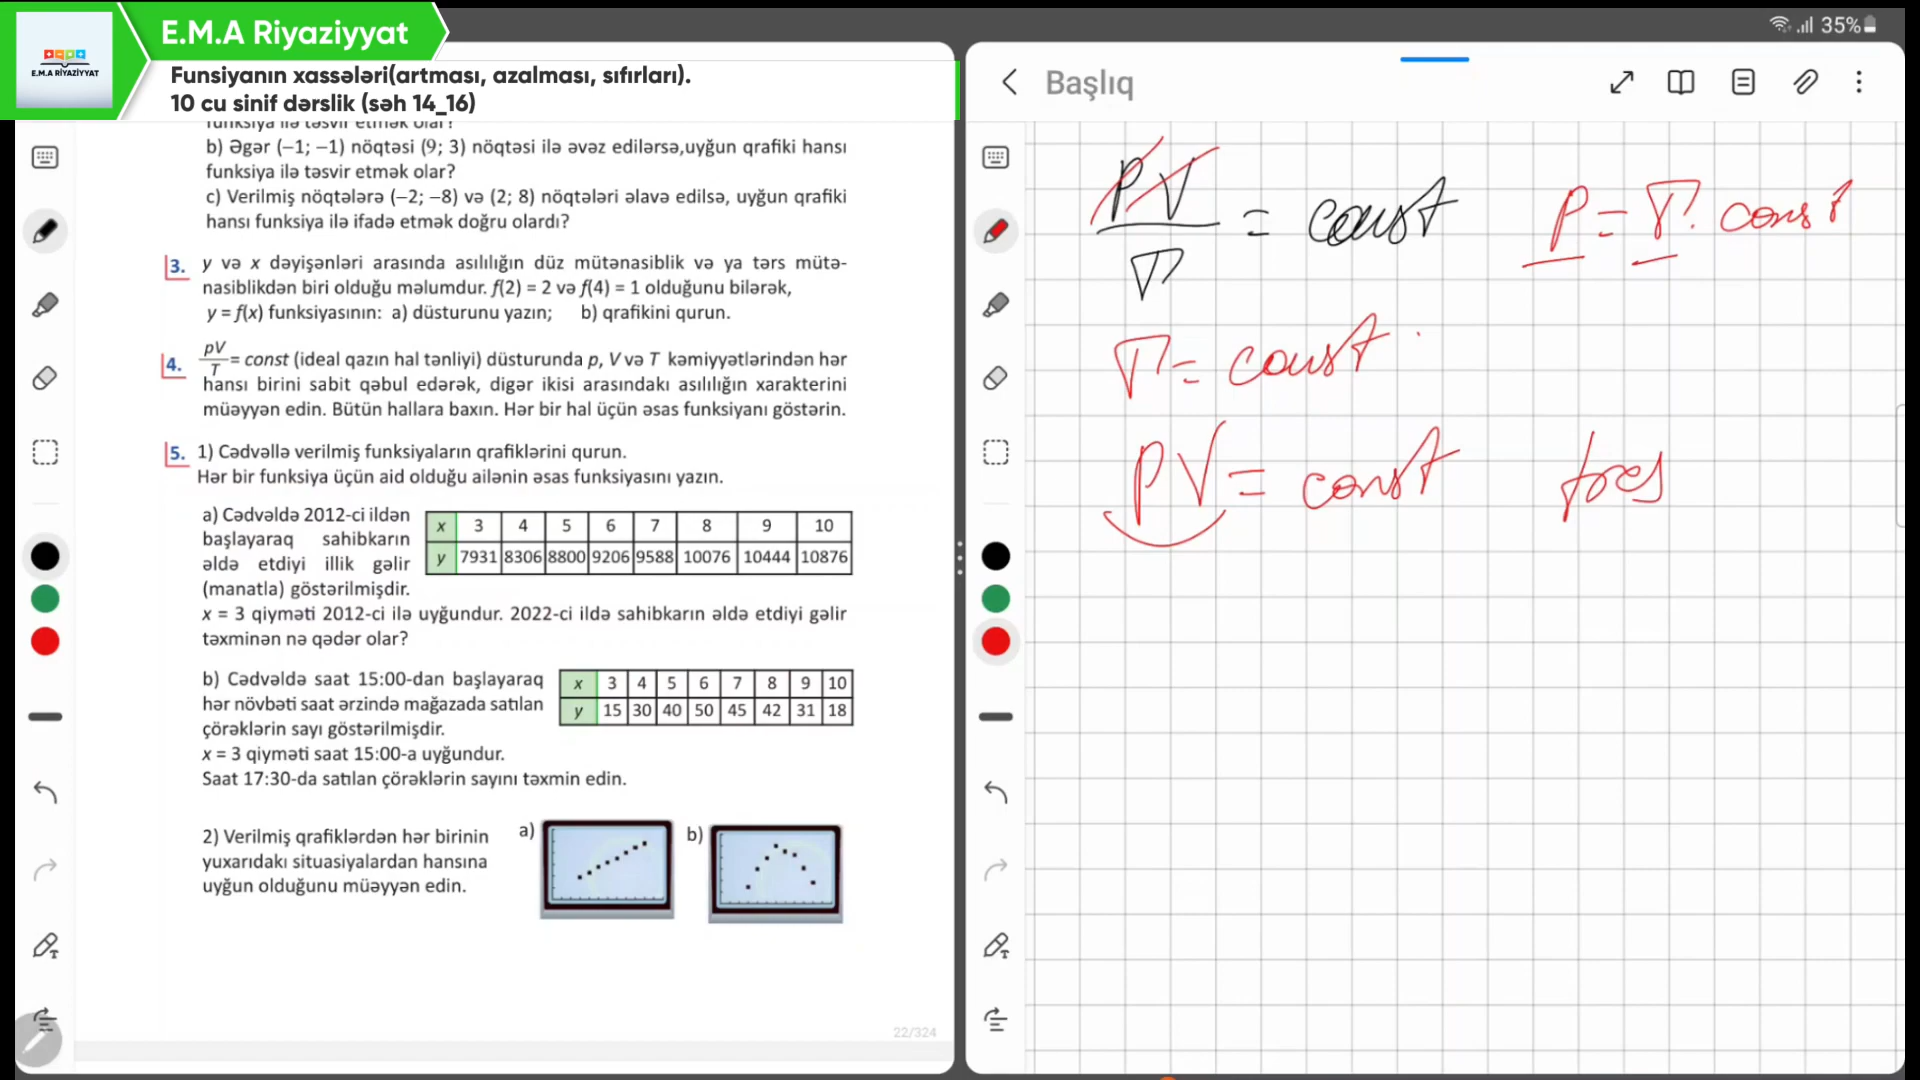 E.M.A Riyaziyyat
E.M.A RİYAZİYYAT
Funsiyanın xassələri(artması, azalması, sıfırları).
10 cu sinif dərslik (səh 14_16)
35%
funksiya ilə təsvir etmək olar?
b) Əgər (−1; −1) nöqtəsi (9; 3) nöqtəsi ilə əvəz edilərsə,uyğun qrafiki hansı
funksiya ilə təsvir etmək olar?
c) Verilmiş nöqtələrə (−2; −8) və (2; 8) nöqtələri əlavə edilsə, uyğun qrafiki
hansı funksiya ilə ifadə etmək doğru olardı?
3. y və x dəyişənləri arasında asılılığın düz mütənasiblik və ya tərs mütə-
nasiblikdən biri olduğu məlumdur. f(2) = 2 və f(4) = 1 olduğunu bilərək,
y = f(x) funksiyasının: a) düsturunu yazın; b) qrafikini qurun.
4. pV/T = const (ideal qazın hal tənliyi) düsturunda p, V və T kəmiyyətlərindən hər
hansı birini sabit qəbul edərək, digər ikisi arasındakı asılılığın xarakterini
müəyyən edin. Bütün hallara baxın. Hər bir hal üçün əsas funksiyanı göstərin.
5. 1) Cədvəllə verilmiş funksiyaların qrafiklərini qurun.
Hər bir funksiya üçün aid olduğu ailənin əsas funksiyasını yazın.
a) Cədvəldə 2012-ci ildən
başlayaraq sahibkarın
əldə etdiyi illik gəlir
(manatla) göstərilmişdir.
x 3 4 5 6 7 8 9 10
y 7931 8306 8800 9206 9588 10076 10444 10876
x = 3 qiyməti 2012-ci ilə uyğundur. 2022-ci ildə sahibkarın əldə etdiyi gəlir
təxminən nə qədər olar?
b) Cədvəldə saat 15:00-dan başlayaraq
hər növbəti saat ərzində mağazada satılan
çörəklərin sayı göstərilmişdir.
x 3 4 5 6 7 8 9 10
y 15 30 40 50 45 42 31 18
x = 3 qiyməti saat 15:00-a uyğundur.
Saat 17:30-da satılan çörəklərin sayını təxmin edin.
2) Verilmiş qrafiklərdən hər birinin
yuxarıdakı situasiyalardan hansına
uyğun olduğunu müəyyən edin.
a) b)
22/324
Başlıq
PV/T = const P = T. const
T = const
PV = const